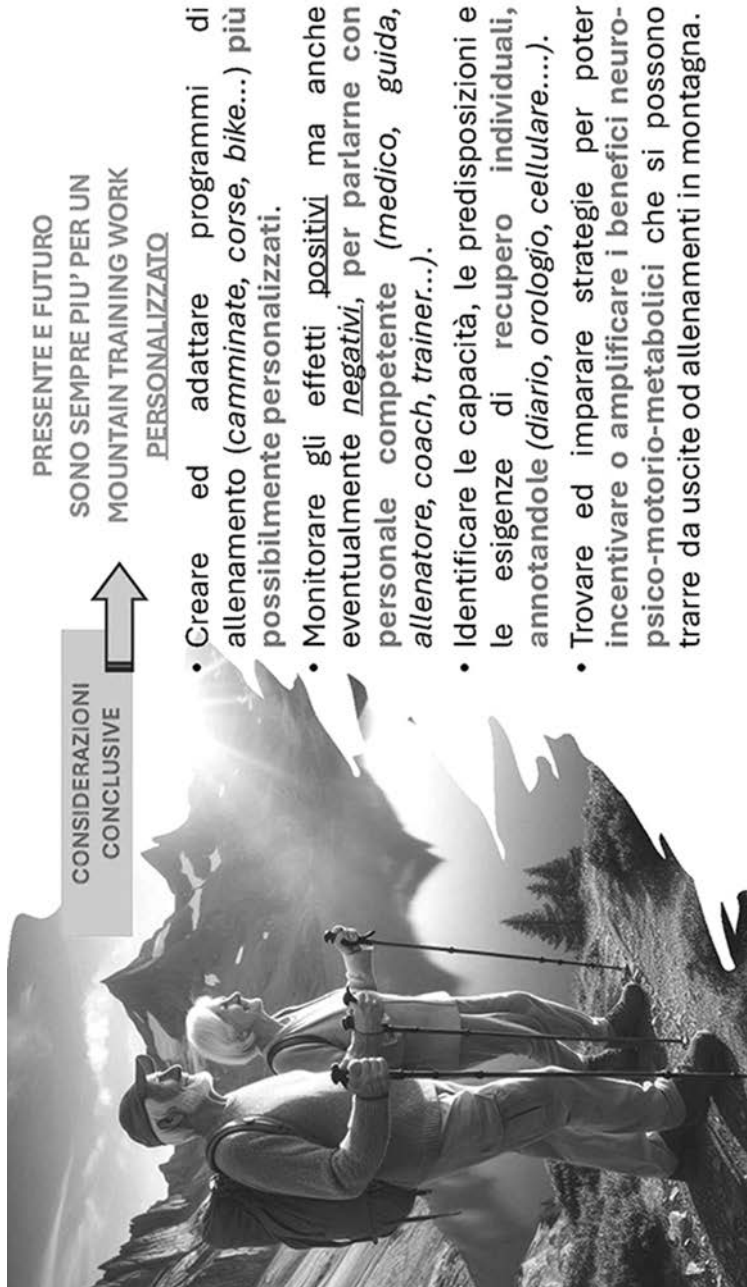 CONSIDERAZIONI
CONCLUSIVE
PRESENTE E FUTURO
SONO SEMPRE PIU' PER UN
MOUNTAIN TRAINING WORK
PERSONALIZZATO
• Creare ed adattare programmi di
allenamento (camminate, corse, bike...) più
possibilmente personalizzati.
• Monitorare gli effetti positivi ma anche
eventualmente negativi, per parlarne con
personale competente (medico, guida,
allenatore, coach, trainer...).
• Identificare le capacità, le predisposizioni e
le esigenze di recupero individuali,
annotandole (diario, orologio, cellulare....).
• Trovare ed imparare strategie per poter
incentivare o amplificare i benefici neuro-
psico-motorio-metabolici che si possono
trarre da uscite od allenamenti in montagna.